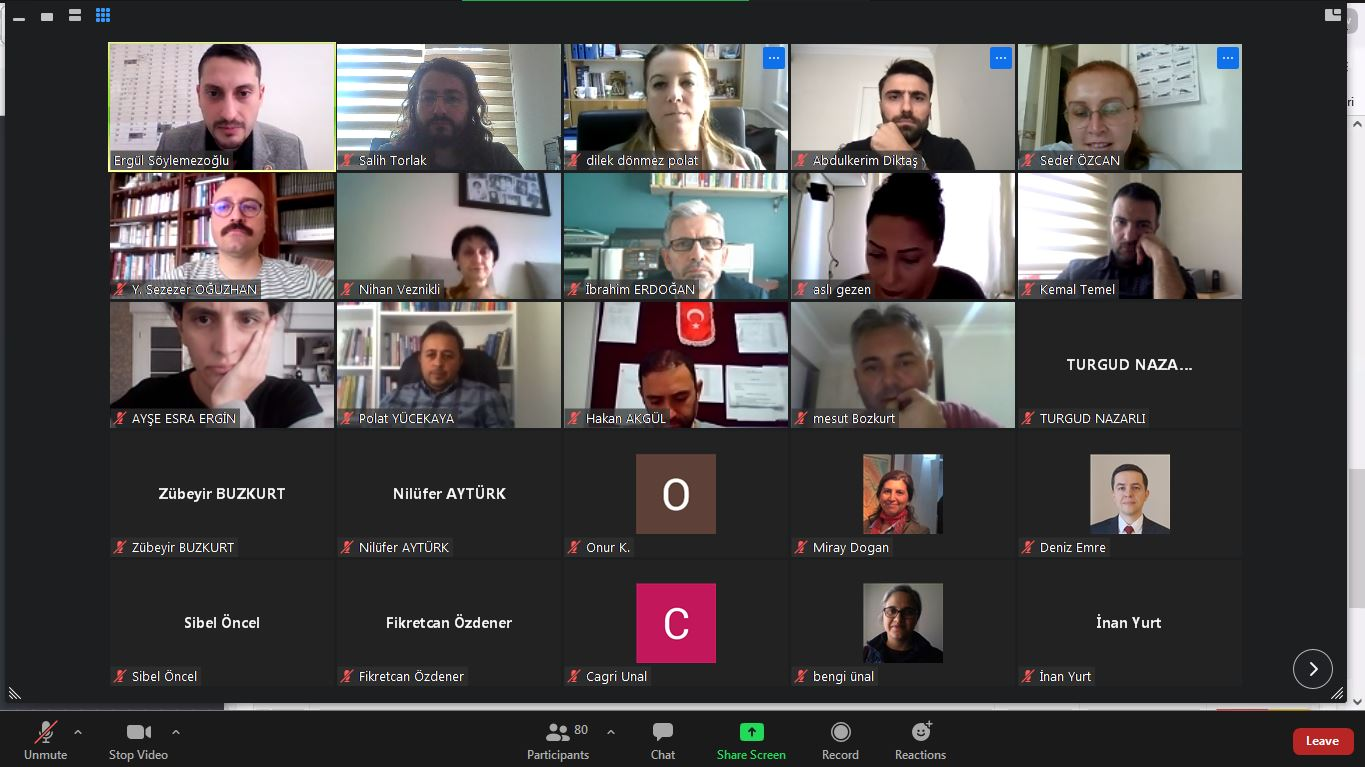 Ergül Söylemezoğlu
Salih Torlak
dilek dönmez polat
Abdulkerim Diktaş
Sedef ÖZCAN
Y. Sezezer OĞUZHAN
Nihan Veznikli
İbrahim ERDOĞAN
aslı gezen
Kemal Temel
AYŞE ESRA ERGİN
Polat YÜCEKAYA
Hakan AKGÜL
mesut Bozkurt
TURGUD NAZA...
TURGUD NAZARLI
Zübeyir BUZKURT
Zübeyir BUZKURT
Nilüfer AYTÜRK
Nilüfer AYTÜRK
O
Onur K.
Miray Dogan
Deniz Emre
Sibel Öncel
Sibel Öncel
Fikretcan Özdener
Fikretcan Özdener
C
Cagri Unal
bengi ünal
İnan Yurt
İnan Yurt
Unmute
Stop Video
Participants
80
Chat
Share Screen
Record
Reactions
Leave